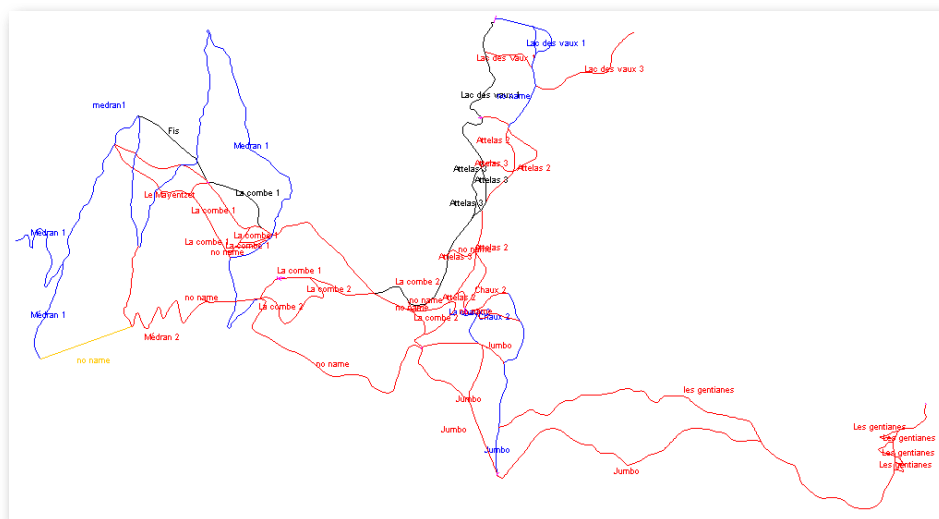 Lac des vaux 1
Lac des vaux 1
Lac des vaux 3
Lac des vaux 1
no name
medran1
Fis
Medran 1
Attelas 3
Attelas 3
Attelas 2
Attelas 3
Attelas 3
Attelas 3
Le Mayentzet
La combe 1
La combe 1
Médran 1
La combe 1
La combe 1
La combe 1
no name
Attelas 2
no name
Attelas 3
La combe 1
La combe 2
La combe 2
Chaux 2
no name
Attelas 2
no name
La combe 2
no name
La combe 2
Chaux 2
Médran 1
Médran 2
no name
no name
Jumbo
Jumbo
Jumbo
les gentianes
Les gentianes
Les gentianes
Les gentianes
Les gentianes
Jumbo
Jumbo